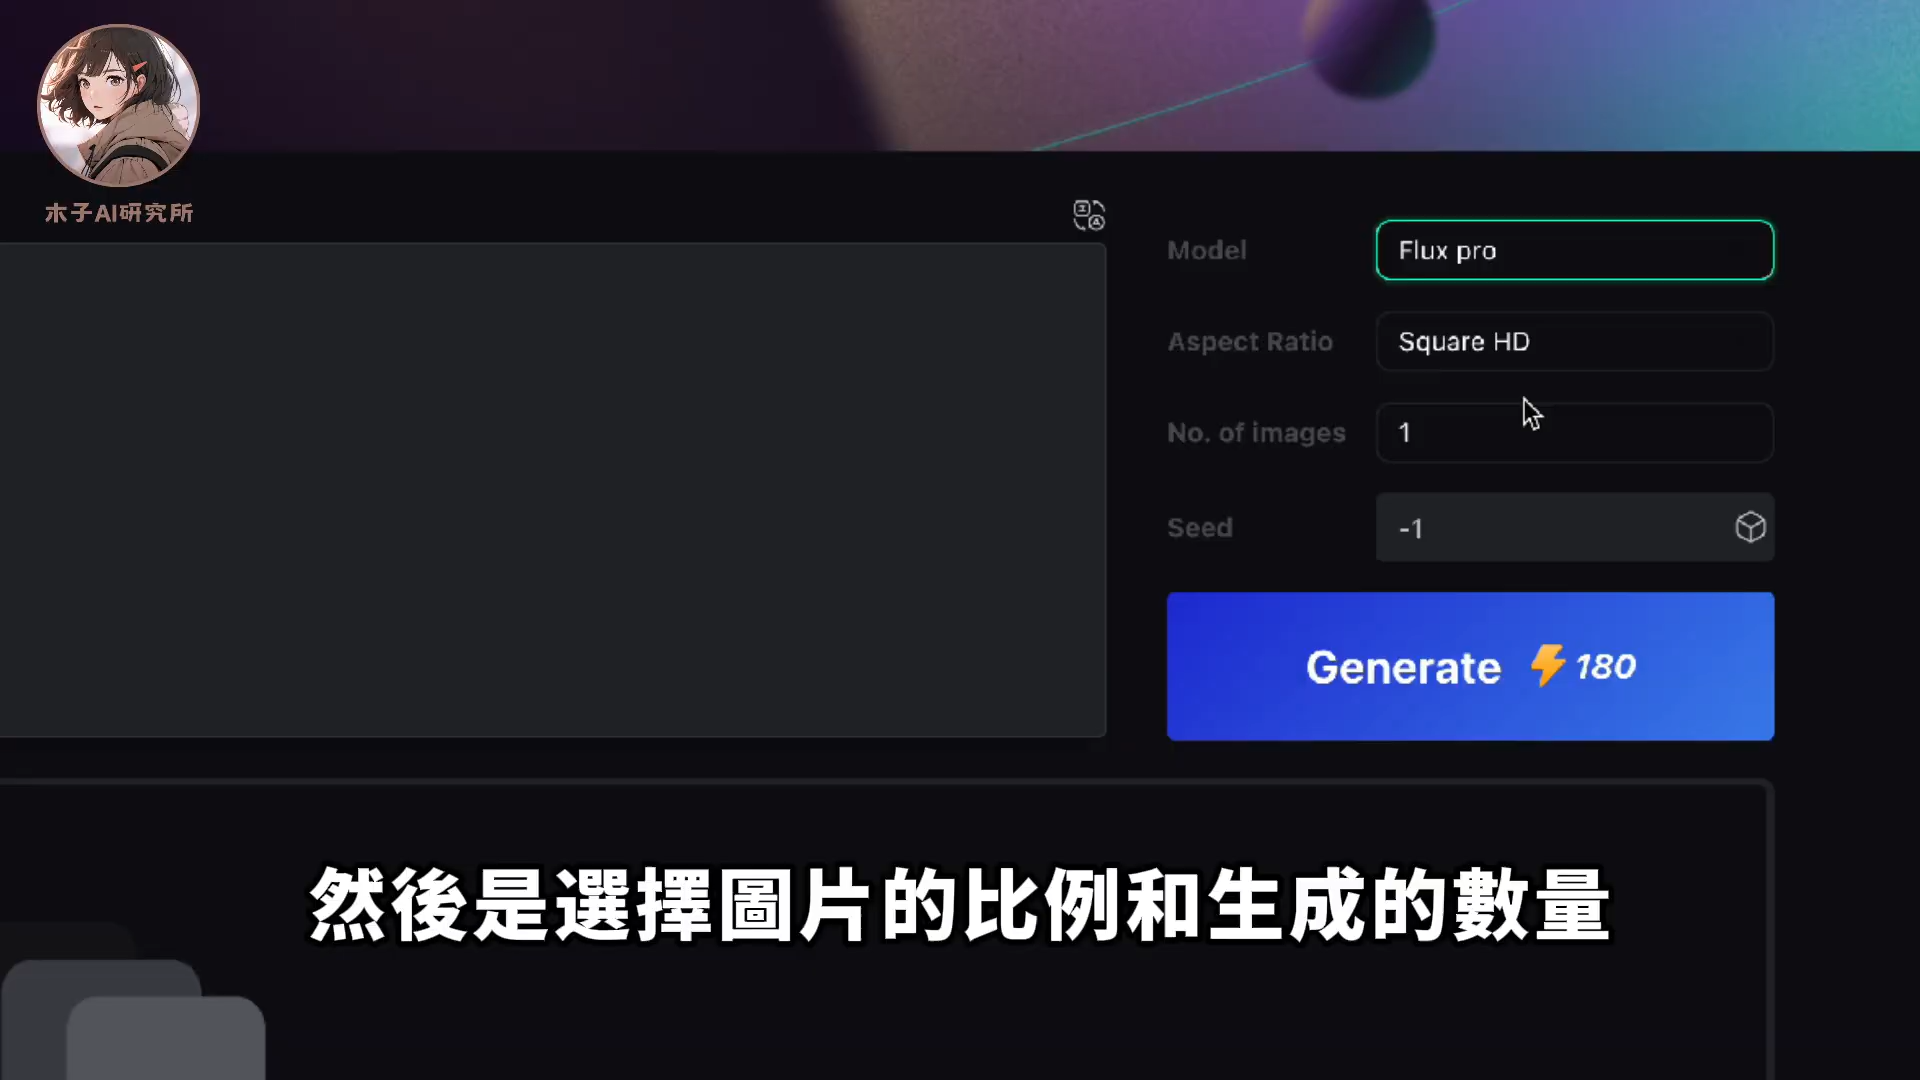 木子AI研究所
Model
Flux pro
Aspect Ratio
Square HD
No. of images
1
Seed
-1
Generate ⚡180
然後是選擇圖片的比例和生成的數量